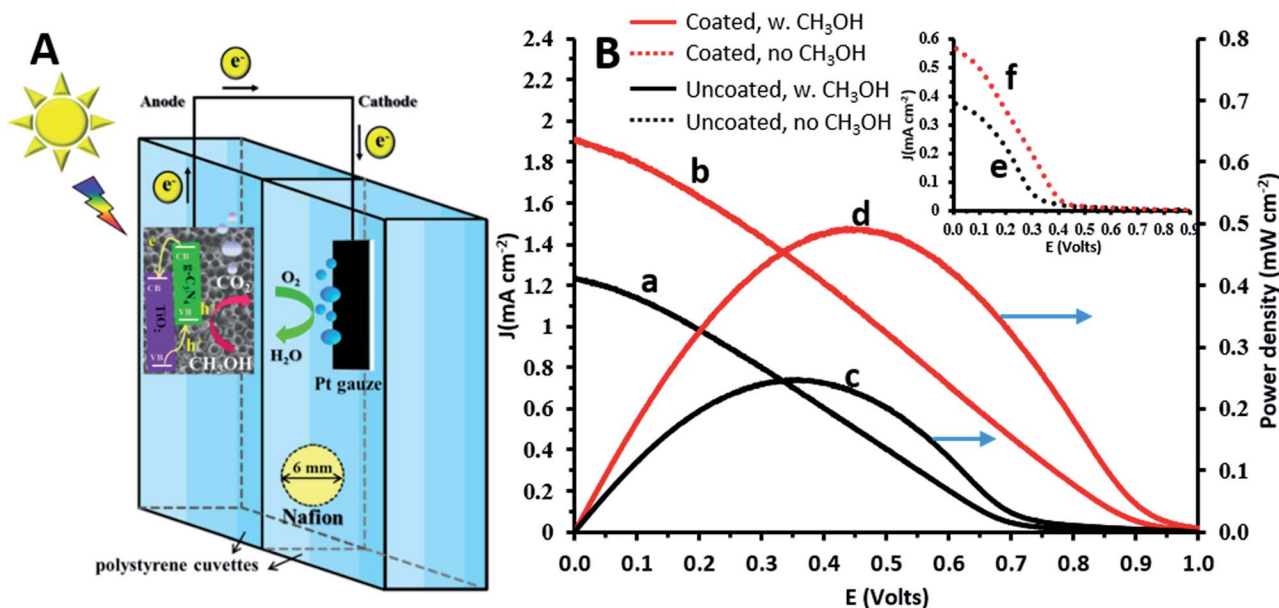 A
e⁻
Anode
Cathode
e⁻
e⁻
e⁻
CB
CB
g-C₃N₄
TiO₂
VB
VB
h⁺
h⁺
CO₂
CH₃OH
O₂
H₂O
Pt gauze
6 mm
Nafion
polystyrene cuvettes
B
Coated, w. CH₃OH
Coated, no CH₃OH
Uncoated, w. CH₃OH
Uncoated, no CH₃OH
J(mA cm⁻²)
2.4
2.2
2
1.8
1.6
1.4
1.2
1
0.8
0.6
0.4
0.2
0
0.0 0.1 0.2 0.3 0.4 0.5 0.6 0.7 0.8 0.9 1.0
E (Volts)
0.8
0.7
0.6
0.5
0.4
0.3
0.2
0.1
0.0
Power density (mW cm⁻²)
a
b
c
d
J(mA cm⁻²)
0.6
0.5
0.4
0.3
0.2
0.1
0
0.0 0.1 0.2 0.3 0.4 0.5 0.6 0.7 0.8 0.9
E (Volts)
f
e